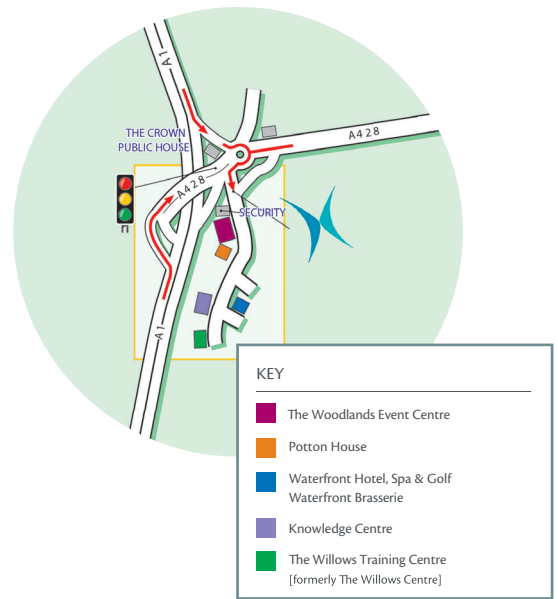 A1
THE CROWN
PUBLIC HOUSE
A428
A428
SECURITY
A1
KEY
The Woodlands Event Centre
Potton House
Waterfront Hotel, Spa & Golf
Waterfront Brasserie
Knowledge Centre
The Willows Training Centre
[formerly The Willows Centre]